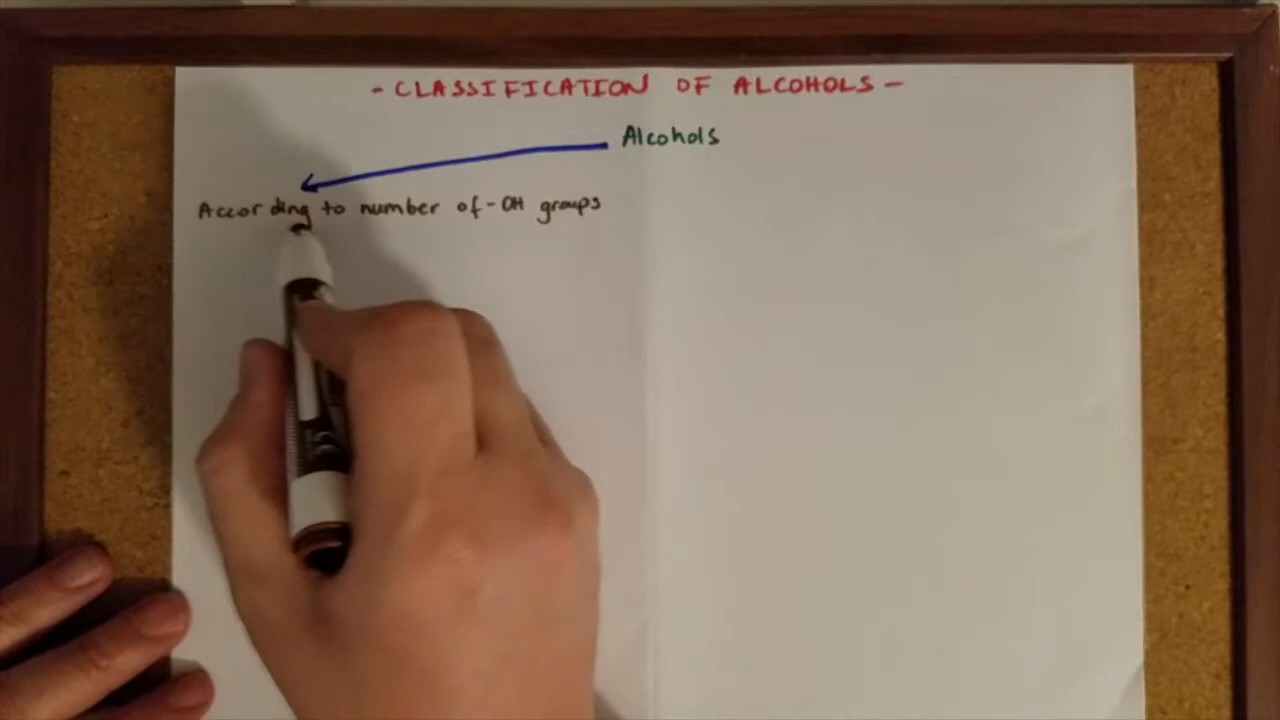 - CLASSIFICATION OF ALCOHOLS -
Alcohols
According to number of - OH groups